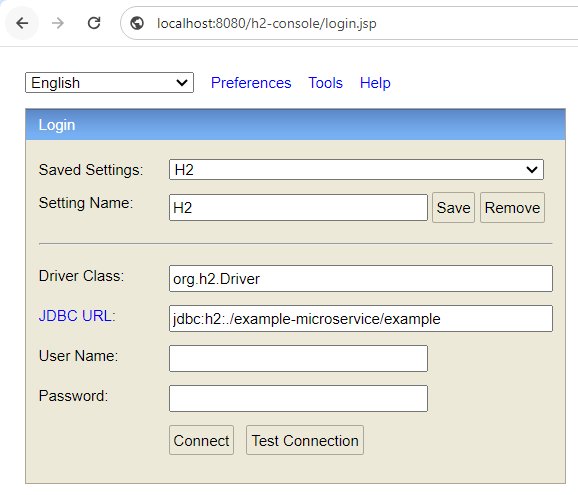 localhost:8080/h2-console/login.jsp
English Preferences Tools Help
Login
Saved Settings: H2
Setting Name: H2 Save Remove
Driver Class: org.h2.Driver
JDBC URL: jdbc:h2:./example-microservice/example
User Name:
Password:
Connect Test Connection